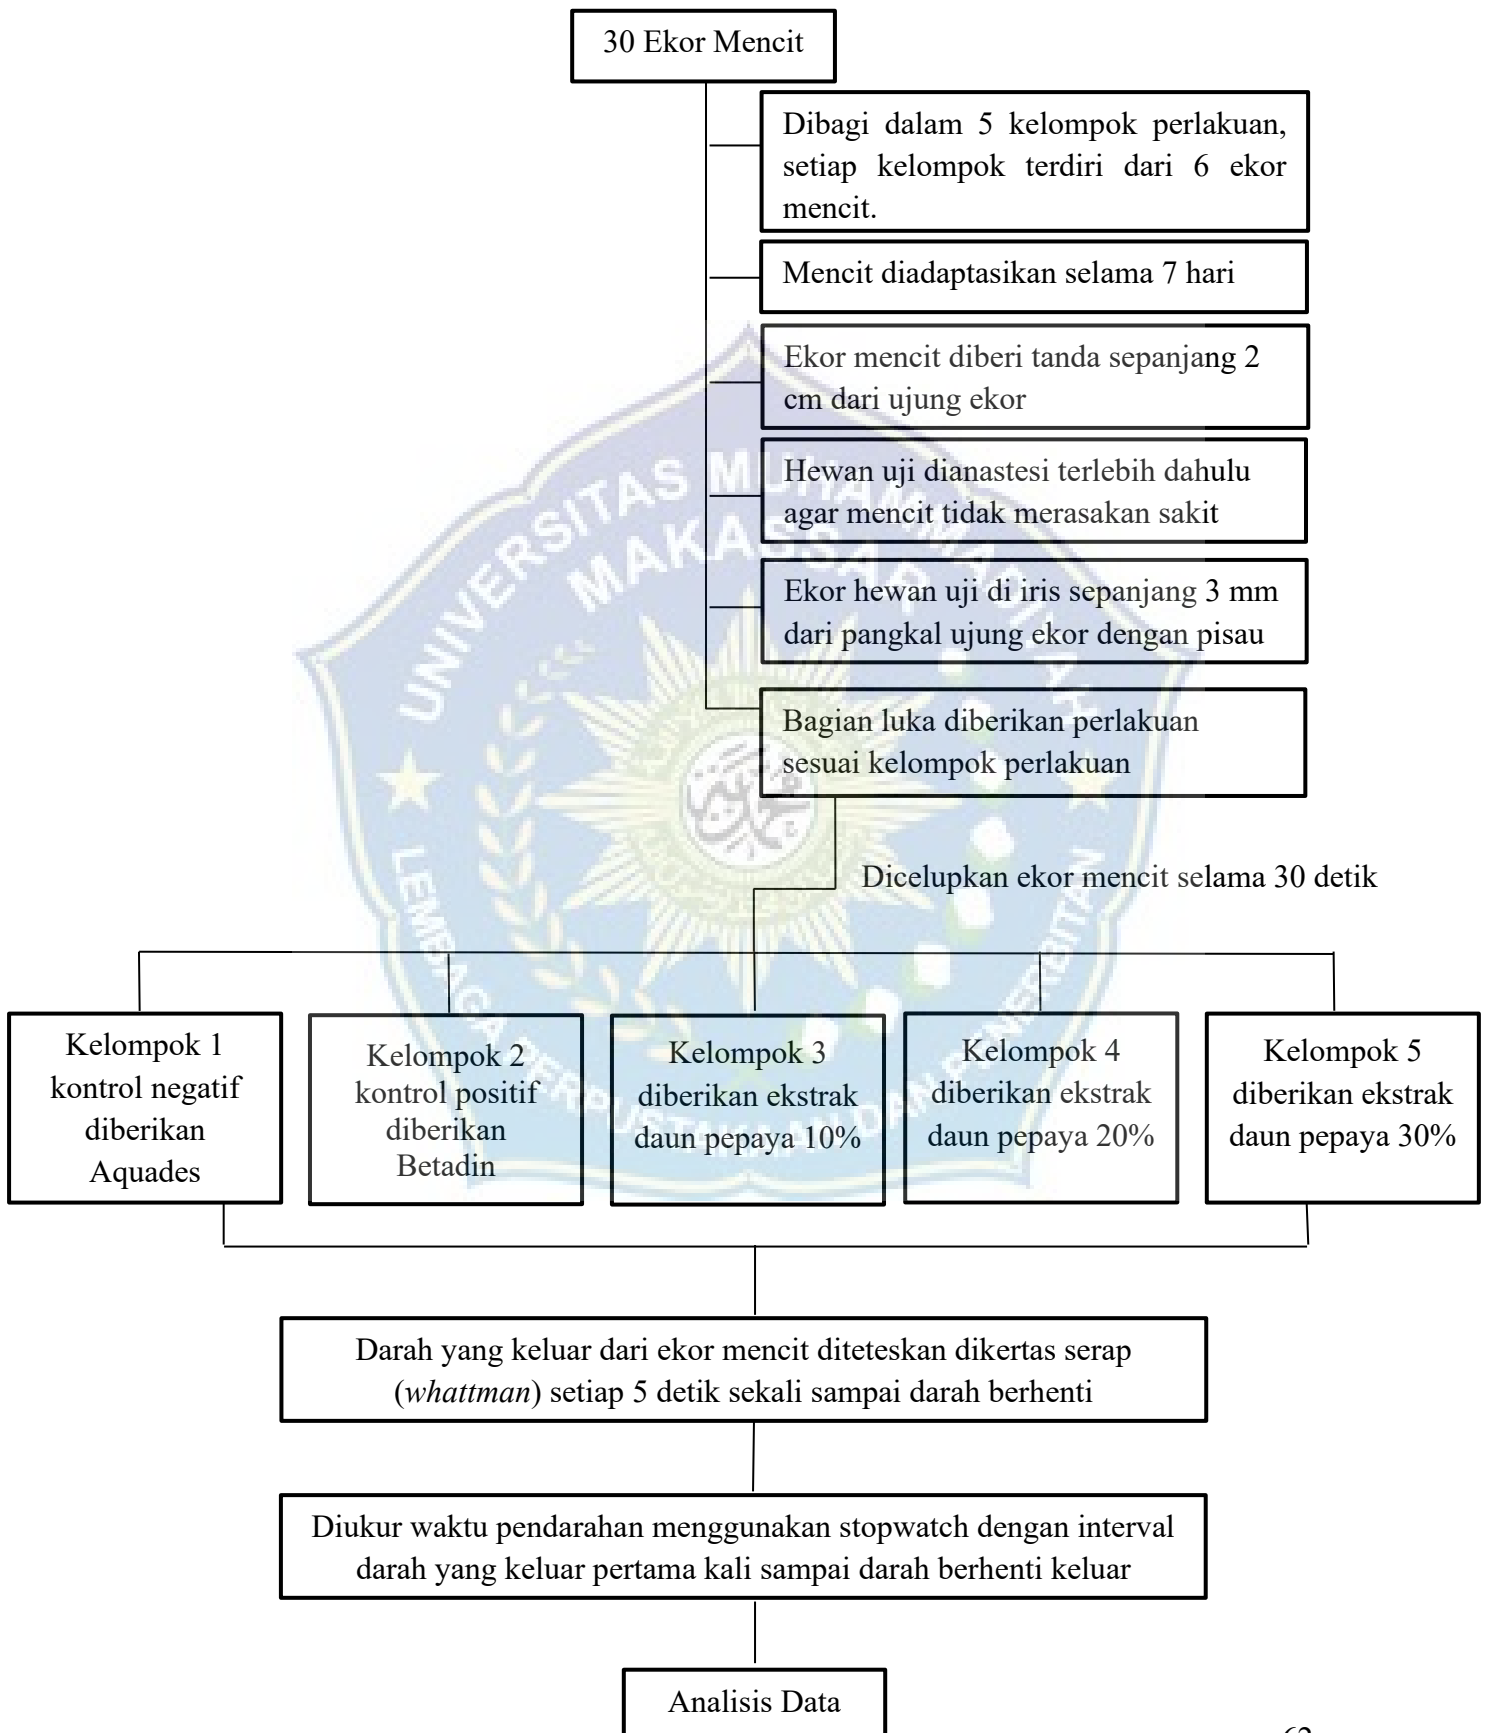 30 Ekor Mencit
Dibagi dalam 5 kelompok perlakuan,
setiap kelompok terdiri dari 6 ekor
mencit.
Mencit diadaptasikan selama 7 hari
Ekor mencit diberi tanda sepanjang 2
cm dari ujung ekor
Hewan uji dianastesi terlebih dahulu
agar mencit tidak merasakan sakit
Ekor hewan uji di iris sepanjang 3 mm
dari pangkal ujung ekor dengan pisau
Bagian luka diberikan perlakuan
sesuai kelompok perlakuan
Dicelupkan ekor mencit selama 30 detik
Kelompok 1
kontrol negatif
diberikan
Aquades
Kelompok 2
kontrol positif
diberikan
Betadin
Kelompok 3
diberikan ekstrak
daun pepaya 10%
Kelompok 4
diberikan ekstrak
daun pepaya 20%
Kelompok 5
diberikan ekstrak
daun pepaya 30%
Darah yang keluar dari ekor mencit diteteskan dikertas serap
(whattman) setiap 5 detik sekali sampai darah berhenti
Diukur waktu pendarahan menggunakan stopwatch dengan interval
darah yang keluar pertama kali sampai darah berhenti keluar
Analisis Data
UNIVERSITAS MUHAMMADIYAH
MAKASSAR
LEMBAGA PERPUSTAKAAN DAN PENERBITAN